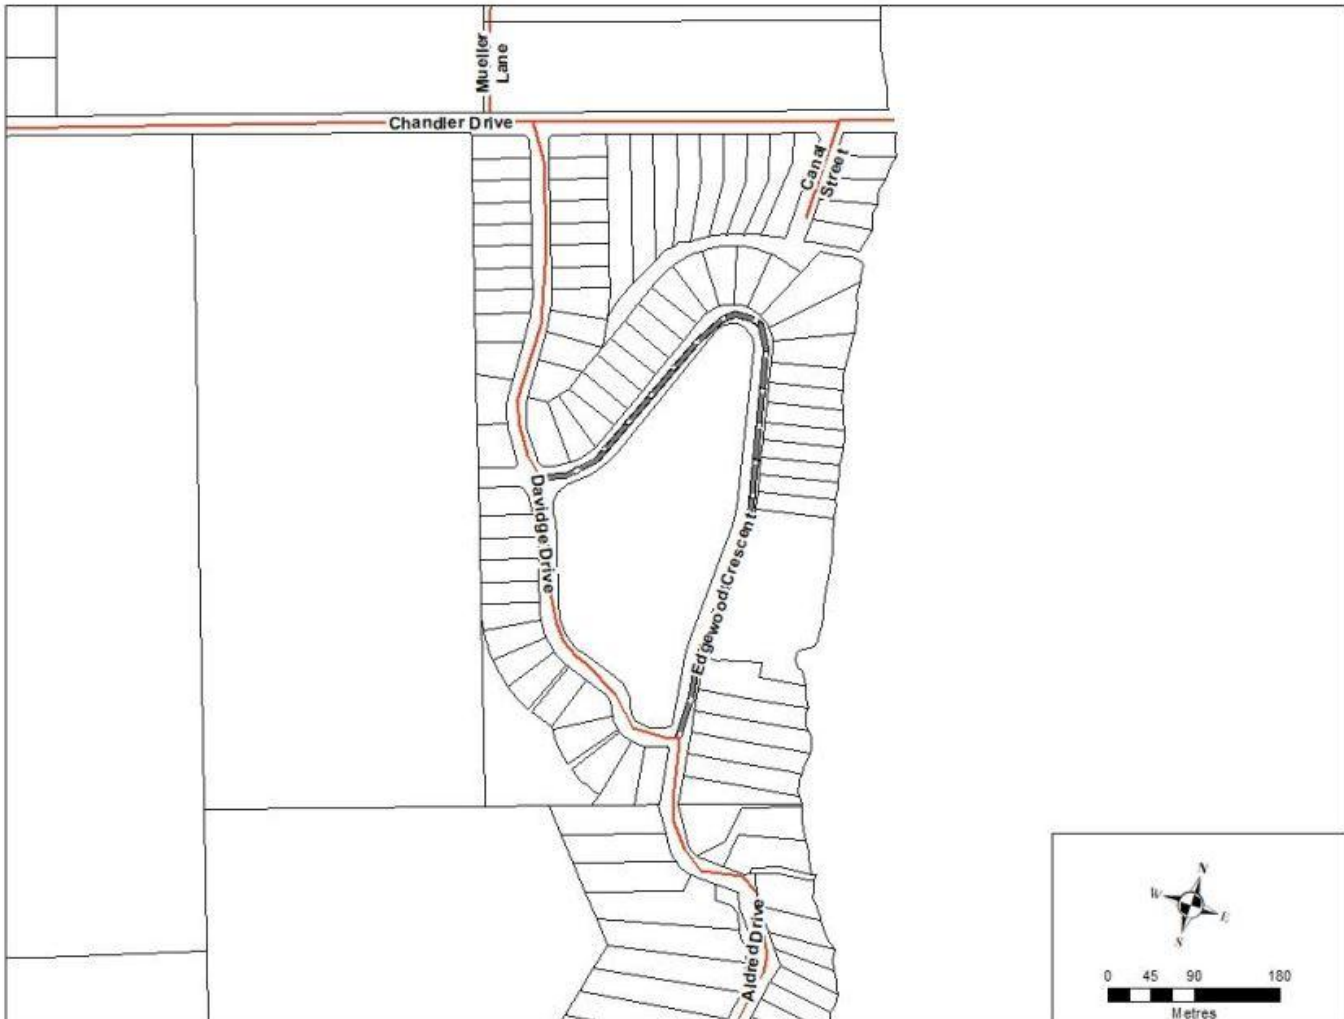 Mueller
Lane
Chandler Drive
Canal
Street
Davidge Drive
Edgewood Crescent
Aldred Drive
N
W
E
S
0 45 90 180
Metres